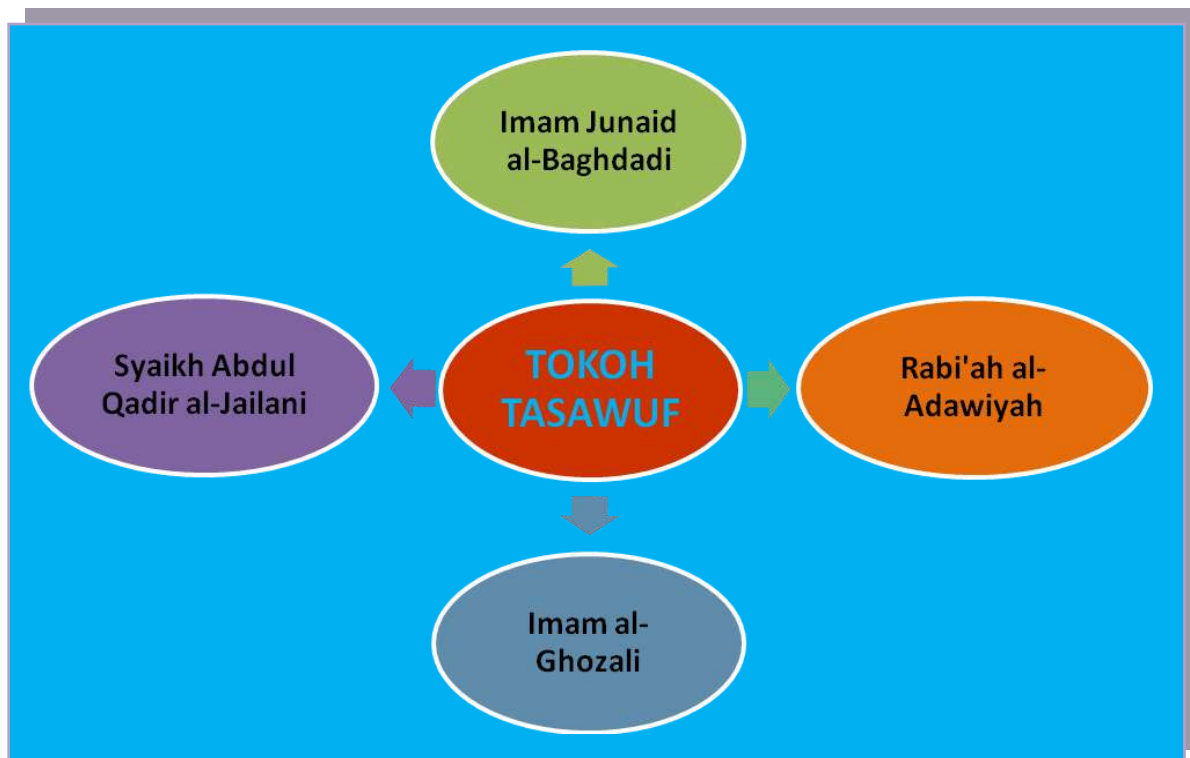 Imam Junaid
al-Baghdadi
Syaikh Abdul
Qadir al-Jailani
TOKOH
TASAWUF
Rabi'ah al-
Adawiyah
Imam al-
Ghozali